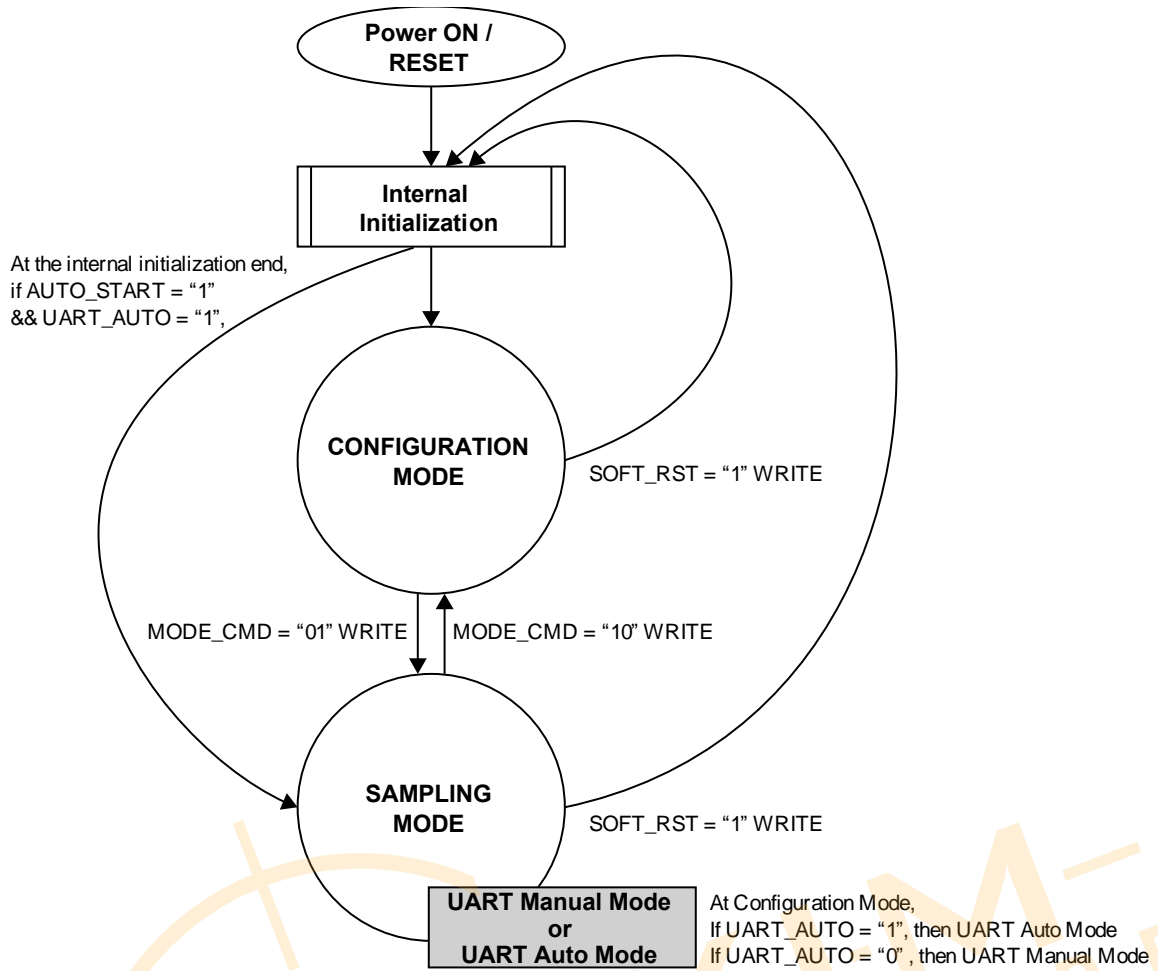 Power ON /
RESET
Internal
Initialization
At the internal initialization end,
if AUTO_START = “1”
&& UART_AUTO = “1”,
CONFIGURATION
MODE
SOFT_RST = “1” WRITE
MODE_CMD = “01” WRITE
MODE_CMD = “10” WRITE
SAMPLING
MODE
SOFT_RST = “1” WRITE
UART Manual Mode
or
UART Auto Mode
At Configuration Mode,
If UART_AUTO = “1”, then UART Auto Mode
If UART_AUTO = “0” , then UART Manual Mode